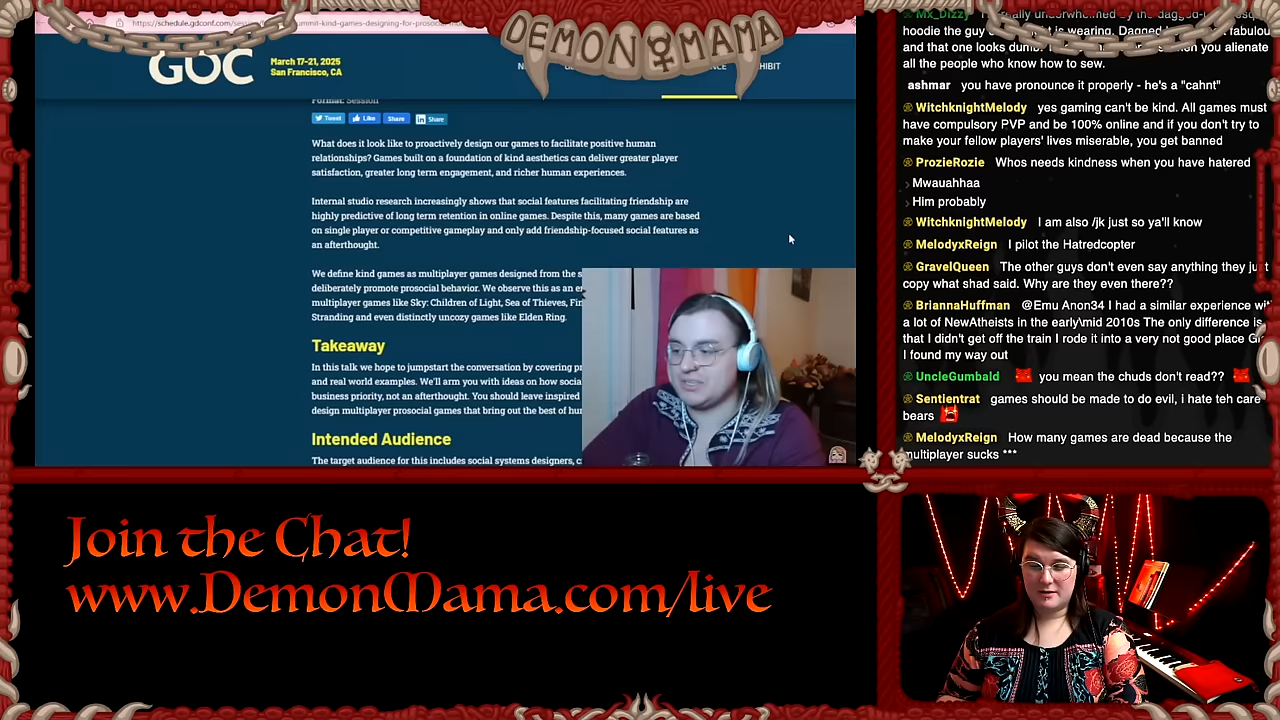 https://schedule.gdconf.com/
DEMON MAMA
GDC
March 17-21, 2025
San Francisco, CA
HIBIT
Format: Session
Tweet
Like
Share
Share
What does it look like to proactively design our games to facilitate positive human
relationships? Games built on a foundation of kind aesthetics can deliver greater player
satisfaction, greater long term engagement, and richer human experiences.
Internal studio research increasingly shows that social features facilitating friendship are
highly predictive of long term retention in online games. Despite this, many games are based
on single player or competitive gameplay and only add friendship-focused social features as
an afterthought.
We define kind games as multiplayer games designed from the
deliberately promote prosocial behavior. We observe this as an
multiplayer games like Sky: Children of Light, Sea of Thieves,
Stranding and even distinctly uncozy games like Elden Ring.
Takeaway
In this talk we hope to jumpstart the conversation by covering
and real world examples. We'll arm you with ideas on how
business priority, not an afterthought. You should leave inspired
design multiplayer prosocial games that bring out the best of
Intended Audience
The target audience for this includes social systems designers,
Mx_Dizzy
hoodie the guy is wearing.
and that one looks you alienate
all the people who know how to sew.
ashmar you have pronounce it properly - he's a "cahnt"
WitchknightMelody yes gaming can't be kind. All games must
have compulsory PVP and be 100% online and if you don't try to
make your fellow players' lives miserable, you get banned
ProzieRozie Whos needs kindness when you have hatred
Mwauahhaa
Him probably
WitchknightMelody I am also /jk just so ya'll know
MelodyxReign I pilot the Hatredcopter
GravelQueen The other guys don't even say anything they just
copy what shad said. Why are they even there??
BriannaHuffman @Emu Anon34 I had a similar experience
a lot of NewAtheists in the early\mid 2010s The only difference is
that I didn't get off the train I rode it into a very not good place
I found my way out
UncleGumbald you mean the chuds don't read??
Sentientrat games should be made to do evil, i hate teh care
bears
MelodyxReign How many games are dead because the
multiplayer sucks ***
Join the Chat!
www.DemonMama.com/live